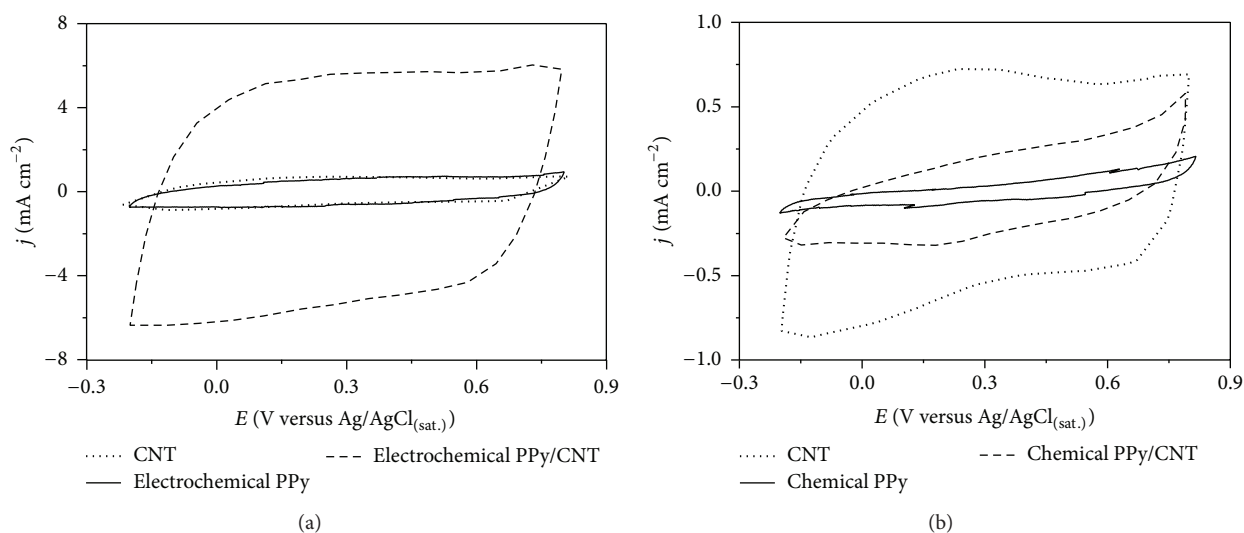 8
4
0
−4
−8
j (mA cm−2)
−0.3 0.0 0.3 0.6 0.9
E (V versus Ag/AgCl(sat.))
CNT
Electrochemical PPy/CNT
Electrochemical PPy
(a)
1.0
0.5
0.0
−0.5
−1.0
j (mA cm−2)
−0.3 0.0 0.3 0.6 0.9
E (V versus Ag/AgCl(sat.))
CNT
Chemical PPy/CNT
Chemical PPy
(b)